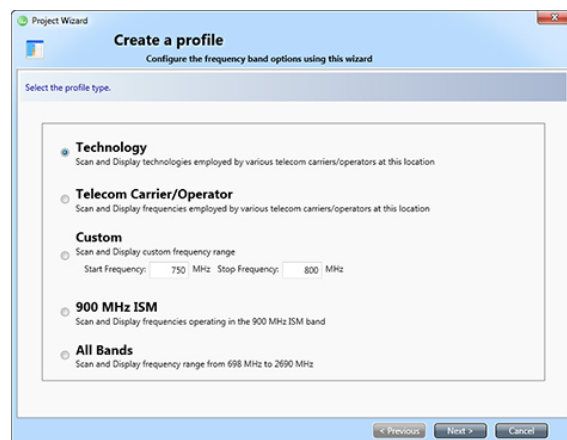 Project Wizard
Create a profile
Configure the frequency band options using this wizard
Select the profile type.
Technology
Scan and Display technologies employed by various telecom carriers/operators at this location
Telecom Carrier/Operator
Scan and Display frequencies employed by various telecom carriers/operators at this location
Custom
Scan and Display custom frequency range
Start Frequency: 750 MHz Stop Frequency: 800 MHz
900 MHz ISM
Scan and Display frequencies operating in the 900 MHz ISM band
All Bands
Scan and Display frequency range from 698 MHz to 2690 MHz
< Previous Next > Cancel